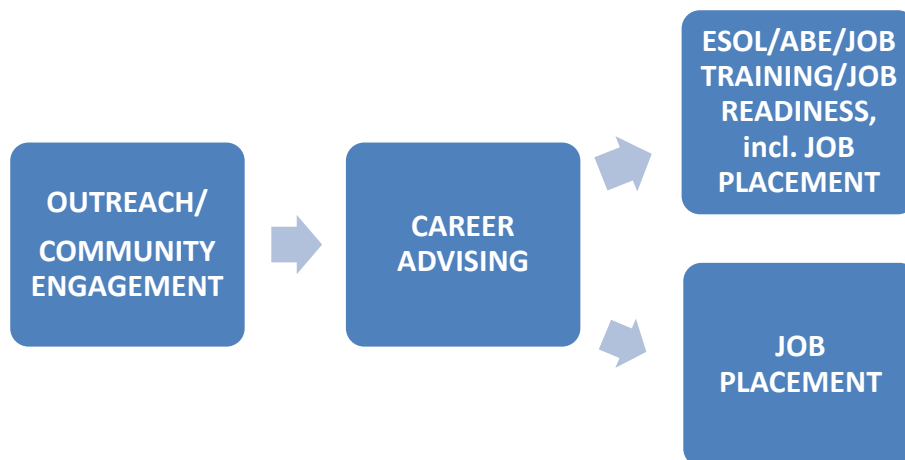 OUTREACH/
COMMUNITY
ENGAGEMENT
CAREER
ADVISING
ESOL/ABE/JOB
TRAINING/JOB
READINESS,
incl. JOB
PLACEMENT
JOB
PLACEMENT